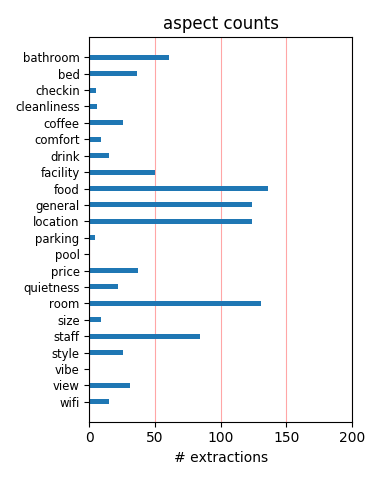 aspect counts
bathroom
bed
checkin
cleanliness
coffee
comfort
drink
facility
food
general
location
parking
pool
price
quietness
room
size
staff
style
vibe
view
wifi
0 50 100 150 200
# extractions